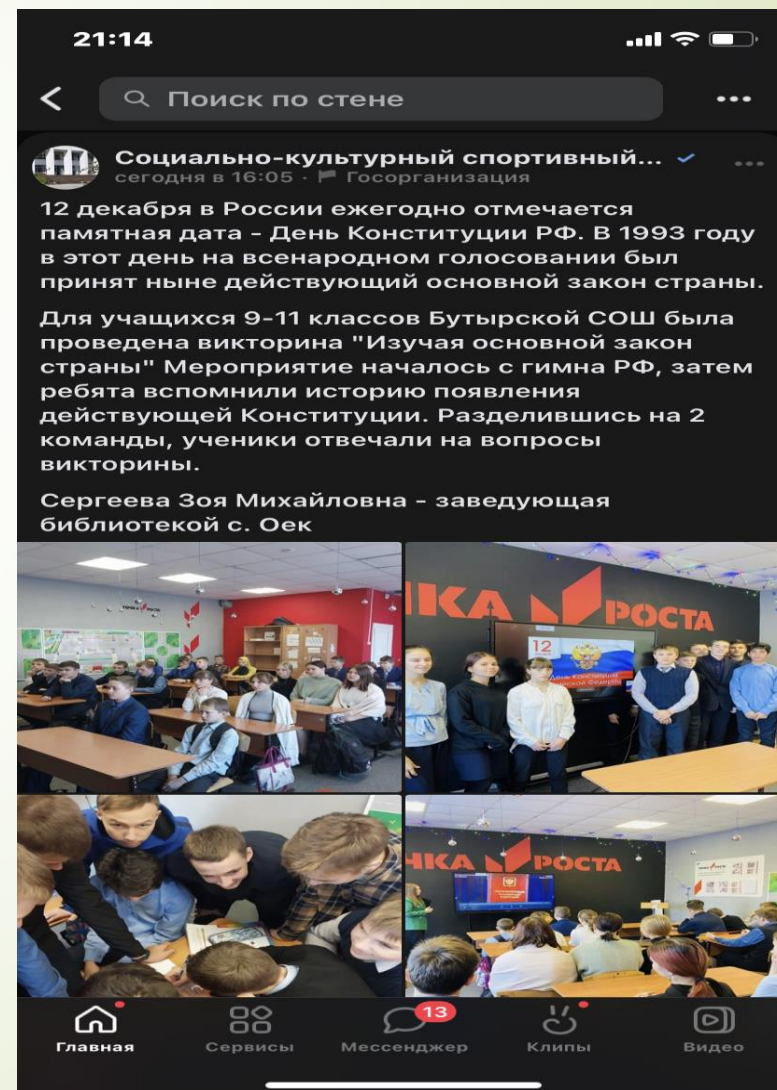 21:14
Поиск по стене
Социально-культурный спортивный...
сегодня в 16:05 · Госорганизация
12 декабря в России ежегодно отмечается
памятная дата - День Конституции РФ. В 1993 году
в этот день на всенародном голосовании был
принят ныне действующий основной закон страны.
Для учащихся 9-11 классов Бутырской СОШ была
проведена викторина "Изучая основной закон
страны" Мероприятие началось с гимна РФ, затем
ребята вспомнили историю появления
действующей Конституции. Разделившись на 2
команды, ученики отвечали на вопросы
викторины.
Сергеева Зоя Михайловна - заведующая
библиотекой с. Оек
РОСТА
12
День Конституции
РОСТА
13
Главная
Сервисы
Мессенджер
Клипы
Видео